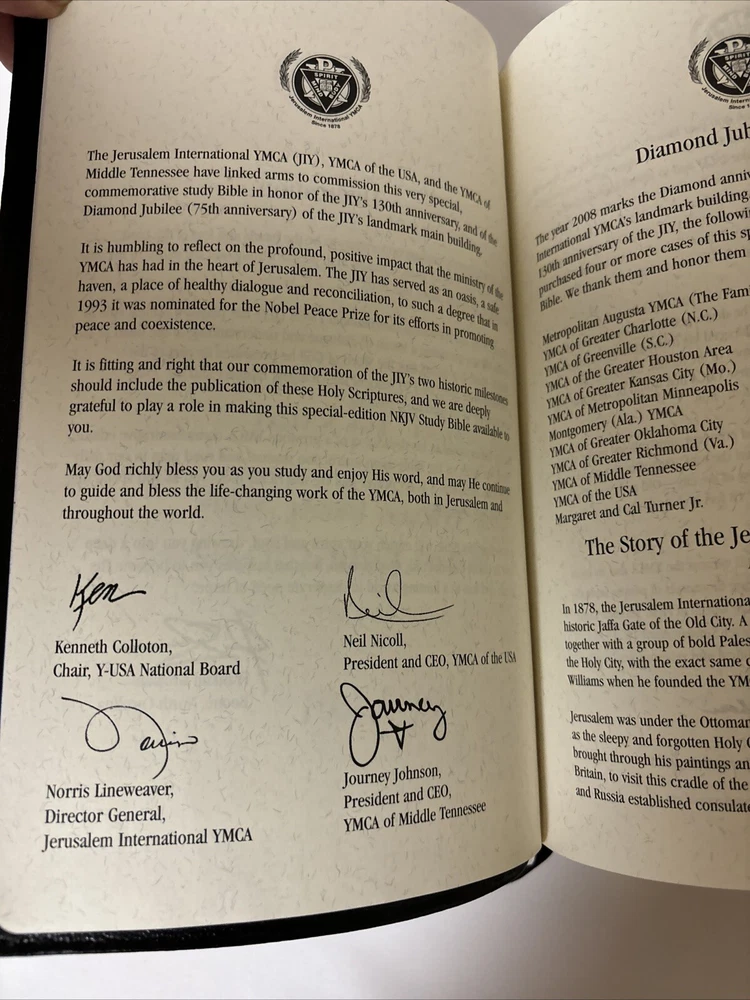 SPIRIT
MIND
BODY
Jerusalem International YMCA
Since 1878
The Jerusalem International YMCA (JIY), YMCA of the USA, and the YMCA of
Middle Tennessee have linked arms to commission this very special,
commemorative study Bible in honor of the JIY's 130th anniversary, and of the
Diamond Jubilee (75th anniversary) of the JIY's landmark main building.
It is humbling to reflect on the profound, positive impact that the ministry of the
YMCA has had in the heart of Jerusalem. The JIY has served as an oasis, a safe
haven, a place of healthy dialogue and reconciliation, to such a degree that in
1993 it was nominated for the Nobel Peace Prize for its efforts in promoting
peace and coexistence.
It is fitting and right that our commemoration of the JIY's two historic milestones
should include the publication of these Holy Scriptures, and we are deeply
grateful to play a role in making this special-edition NKJV Study Bible available to
you.
May God richly bless you as you study and enjoy His word, and may He continue
to guide and bless the life-changing work of the YMCA, both in Jerusalem and
throughout the world.
Ken
Kenneth Colloton,
Chair, Y-USA National Board
Neil
Neil Nicoll,
President and CEO, YMCA of the USA
Norris Lineweaver,
Director General,
Jerusalem International YMCA
Journey
Journey Johnson,
President and CEO,
YMCA of Middle Tennessee
SPIRIT
MIND
Jerusalem Inter
Since 1
Diamond Jub
The year 2008 marks the Diamond anniv
International YMCA's landmark building.
130th anniversary of the JIY, the followi
purchased four or more cases of this sp
Bible. We thank them and honor them
Metropolitan Augusta YMCA (The Fam
YMCA of Greater Charlotte (N.C.)
YMCA of Greenville (S.C.)
YMCA of the Greater Houston Area
YMCA of Greater Kansas City (Mo.)
YMCA of Metropolitan Minneapolis
Montgomery (Ala.) YMCA
YMCA of Greater Oklahoma City
YMCA of Greater Richmond (Va.)
YMCA of Middle Tennessee
YMCA of the USA
Margaret and Cal Turner Jr.
The Story of the Je
In 1878, the Jerusalem Internationa
historic Jaffa Gate of the Old City. A
together with a group of bold Pales
the Holy City, with the exact same
Williams when he founded the YM
Jerusalem was under the Ottoman
as the sleepy and forgotten Holy
brought through his paintings an
Britain, to visit this cradle of the
and Russia established consulate